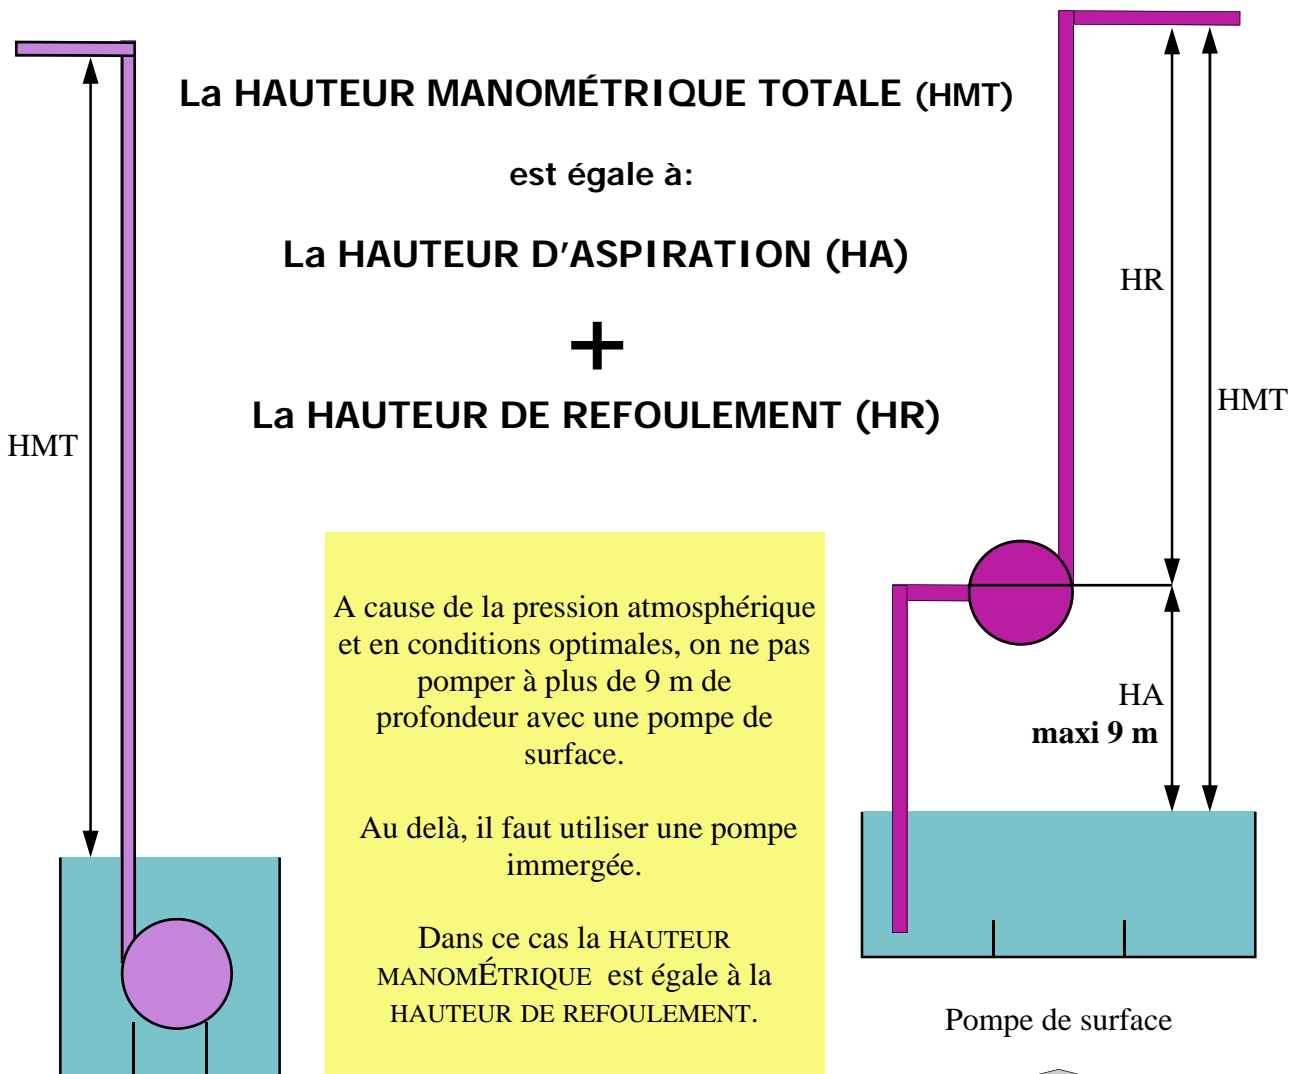 La HAUTEUR MANOMÉTRIQUE TOTALE (HMT)
est égale à:
La HAUTEUR D'ASPIRATION (HA)
+
La HAUTEUR DE REFOULEMENT (HR)
HMT
HR
HMT
HA
maxi 9 m
A cause de la pression atmosphérique
et en conditions optimales, on ne pas
pomper à plus de 9 m de
profondeur avec une pompe de
surface.
Au delà, il faut utiliser une pompe
immergée.
Dans ce cas la HAUTEUR
MANOMÉTRIQUE est égale à la
HAUTEUR DE REFOULEMENT.
Pompe de surface